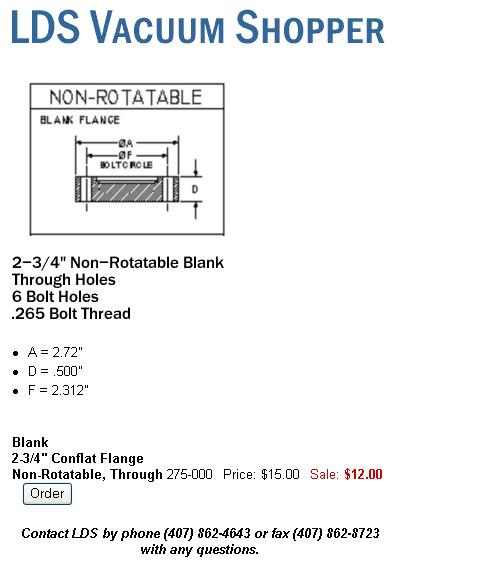 LDS VACUUM SHOPPER
NON-ROTATABLE
BLANK FLANGE
ØA
ØF
BOLTCIRCLE
D
2-3/4" Non-Rotatable Blank
Through Holes
6 Bolt Holes
.265 Bolt Thread
• A = 2.72"
• D = .500"
• F = 2.312"
Blank
2-3/4" Conflat Flange
Non-Rotatable, Through 275-000 Price: $15.00 Sale: $12.00
Order
Contact LDS by phone (407) 862-4643 or fax (407) 862-8723
with any questions.